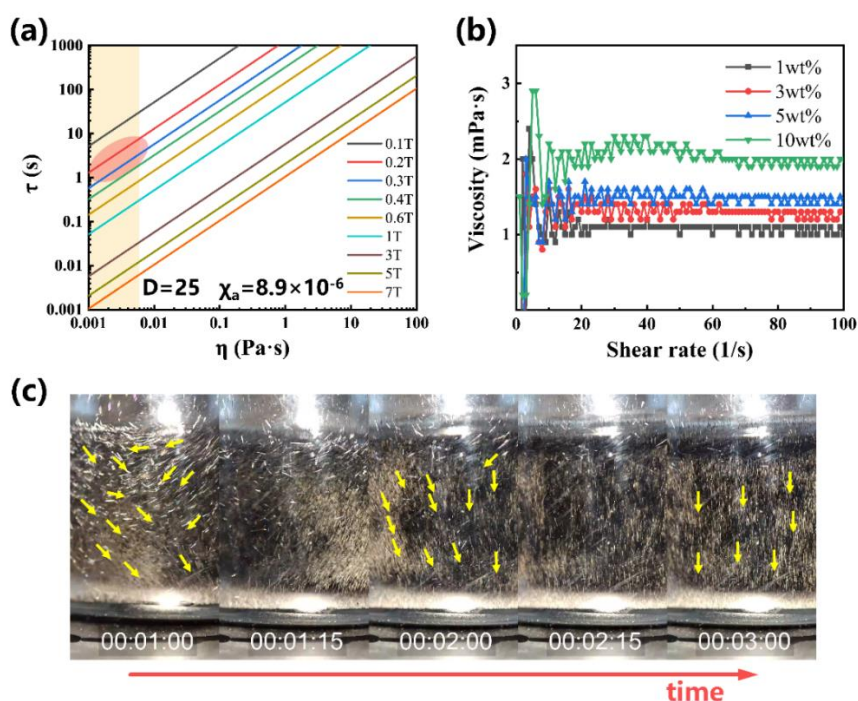 (a)
1000
100
10
1
0.1
0.01
0.001
τ (s)
0.1T
0.2T
0.3T
0.4T
0.6T
1T
3T
5T
7T
D=25 χa=8.9×10-6
0.001 0.01 0.1 1 10 100
η (Pa·s)
(b)
3
2
1
Viscosity (mPa·s)
1wt%
3wt%
5wt%
10wt%
0 20 40 60 80 100
Shear rate (1/s)
(c)
00:01:00 00:01:15 00:02:00 00:02:15 00:03:00
time